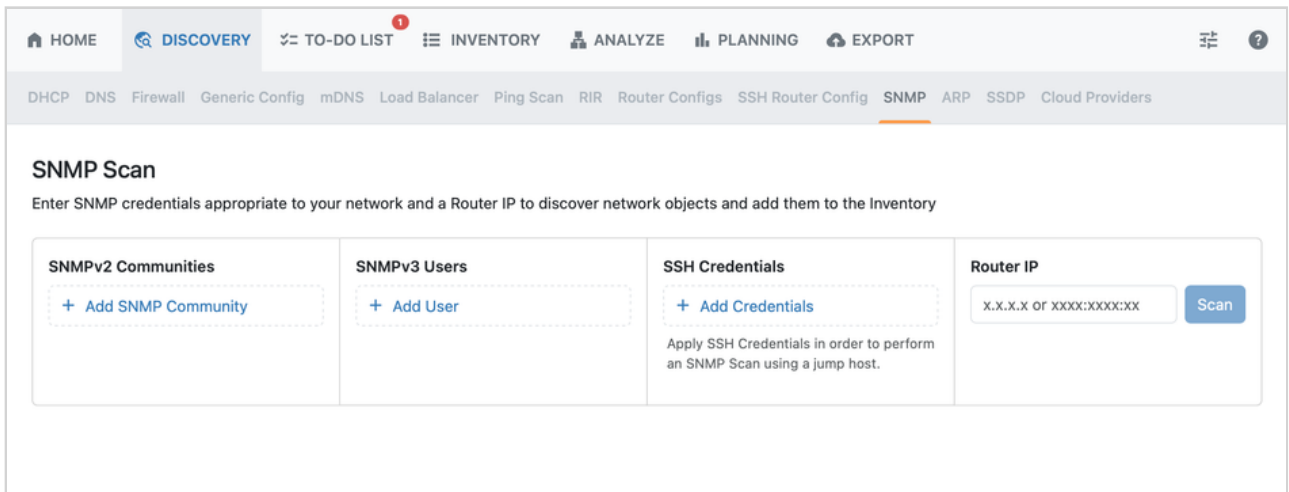 HOME DISCOVERY TO-DO LIST 1 INVENTORY ANALYZE PLANNING EXPORT ?
DHCP DNS Firewall Generic Config mDNS Load Balancer Ping Scan RIR Router Configs SSH Router Config SNMP ARP SSDP Cloud Providers
SNMP Scan
Enter SNMP credentials appropriate to your network and a Router IP to discover network objects and add them to the Inventory
SNMPv2 Communities
+ Add SNMP Community
SNMPv3 Users
+ Add User
SSH Credentials
+ Add Credentials
Apply SSH Credentials in order to perform
an SNMP Scan using a jump host.
Router IP
x.x.x.x or xxxx:xxxx:xx Scan